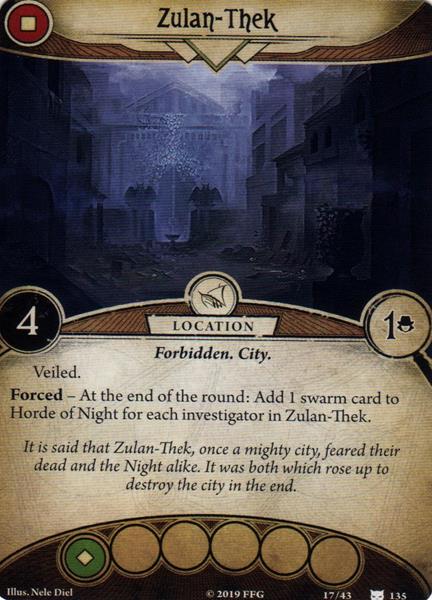 Zulan-Thek
4
LOCATION
1
Forbidden. City.
Veiled.
Forced – At the end of the round: Add 1 swarm card to
Horde of Night for each investigator in Zulan-Thek.
It is said that Zulan-Thek, once a mighty city, feared their
dead and the Night alike. It was both which rose up to
destroy the city in the end.
Illus. Nele Diel
© 2019 FFG
17/43
135